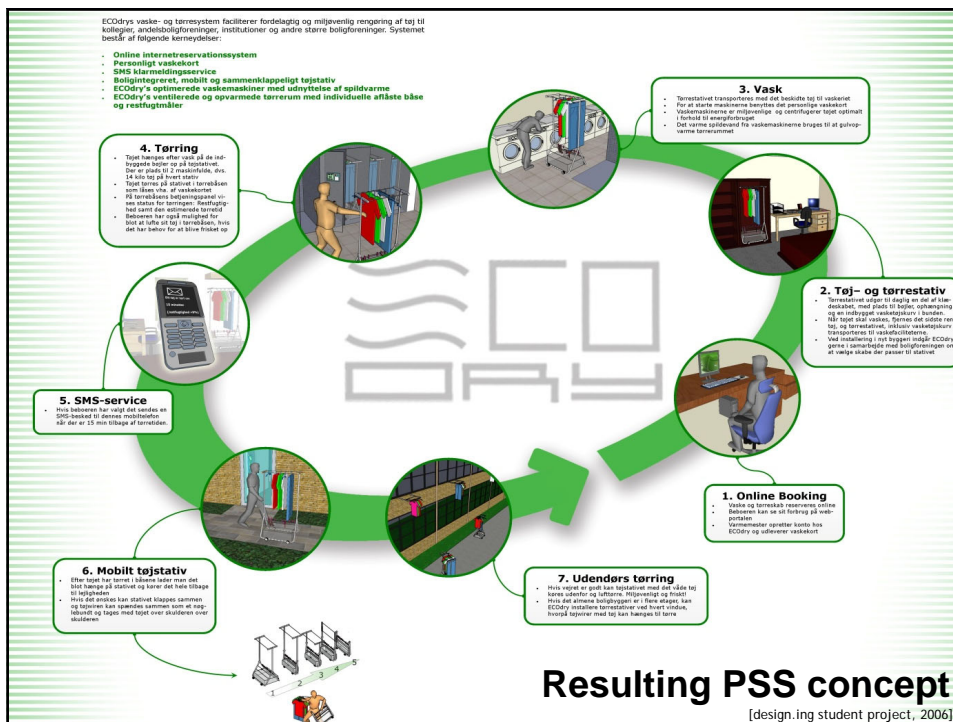 ECOdrys vaske- og tørresystem faciliterer fordelagtig og miljøvenlig rengøring af tøj til
kollegier, andelsboligforeninger, institutioner og andre større boligforeninger. Systemet
består af følgende kerneydelser:
• Online internetreservationssystem
• Personligt vaskekort
• SMS klarmeldingsservice
• Boligintegreret, mobilt og sammenklappeligt tøjstativ
• ECOdry's optimerede vaskemaskiner med udnyttelse af spildvarme
• ECOdry's ventilerede og opvarmede tørrerum med individuelle aflåste båse
og restfugtmåler
3. Vask
• Tørrestativet transporteres med det beskidte tøj til vaskeriet
• For at starte maskinerne benyttes det personlige vaskekort
• Vaskemaskinerne er miljøvenlige og centrifugerer tøjet optimalt
i forhold til energiforbruget
• Det varme spildevand fra vaskemaskinerne bruges til at gulvop-
varme tørrerummet
4. Tørring
• Tøjet hænges efter vask på de ind-
byggede bøjler og op på tøjstativet.
Der er plads til 2 maskinfulde, dvs.
14 kilo tøj på hvert stativ
• Tøjet tørres på stativet i tørrebåsen
som låses vha. af vaskekortet
• På tørrebåsens betjeningspanel vi-
ses status for tørringen: Restfugtig-
hed samt den estimerede tørretid
• Beboeren har også mulighed for
blot at lufte sit tøj i tørrebåsen, hvis
det har behov for at blive frisket op
2. Tøj– og tørrestativ
• Tørrestativet udgør til daglig en del af klæ-
deskabet, med plads til bøjler, ophængning
og en indbygget vasketøjskurv i bunden.
• Når tøjet skal vaskes, fjernes det sidste ren
tøj, og tørrestativet, inklusiv vasketøjskurv
transporteres til vaskefaciliteterne.
• Ved installering i nyt byggeri indgår ECOdry
gerne i samarbejde med boligforeningen om
at vælge skabe der passer til stativet
ECO
DRY
15 minutter
5. SMS-service
• Hvis beboeren har valgt det sendes en
SMS-besked til dennes mobiltelefon
når der er 15 min tilbage af tørretiden.
1. Online Booking
• Vaske og tørreskab reserveres online
• Beboeren kan se sit forbrug på web-
portalen
• Varmemester opretter konto hos
ECOdry og udleverer vaskekort
6. Mobilt tøjstativ
• Efter tøjet har tørret i båsene lader man det
blot hænge på stativet og kører det hele tilbage
til lejligheden
• Hvis det ønskes kan stativet klappes sammen
og tøjwiren kan spændes sammen som et nøg-
lebundt og tages med tøjet over skulderen over
skulderen
7. Udendørs tørring
• Hvis vejret er godt kan tøjstativet med det våde tøj
køres udenfor og lufttørre. Miljøvenligt og friskt!
• Hvis det almene boligbyggeri er i flere etager, kan
ECOdry installere tørrestativer ved hvert vindue,
hvorpå tøjwirer med tøj kan hænges til tørre
1 2 3 4 5
Resulting PSS concept
[design.ing student project, 2006]